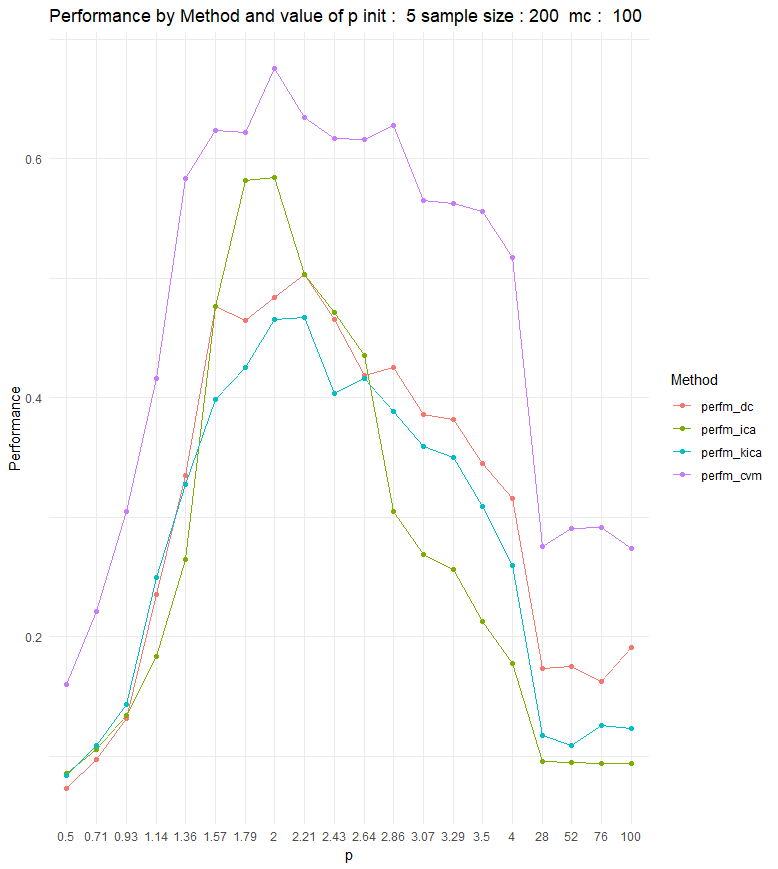 Performance by Method and value of p init :  5 sample size : 200  mc :  100
0.6
0.4
0.2
Performance
0.5 0.71 0.93 1.14 1.36 1.57 1.79 2 2.21 2.43 2.64 2.86 3.07 3.29 3.5 4 28 52 76 100
p
Method
perfm_dc
perfm_ica
perfm_kica
perfm_cvm